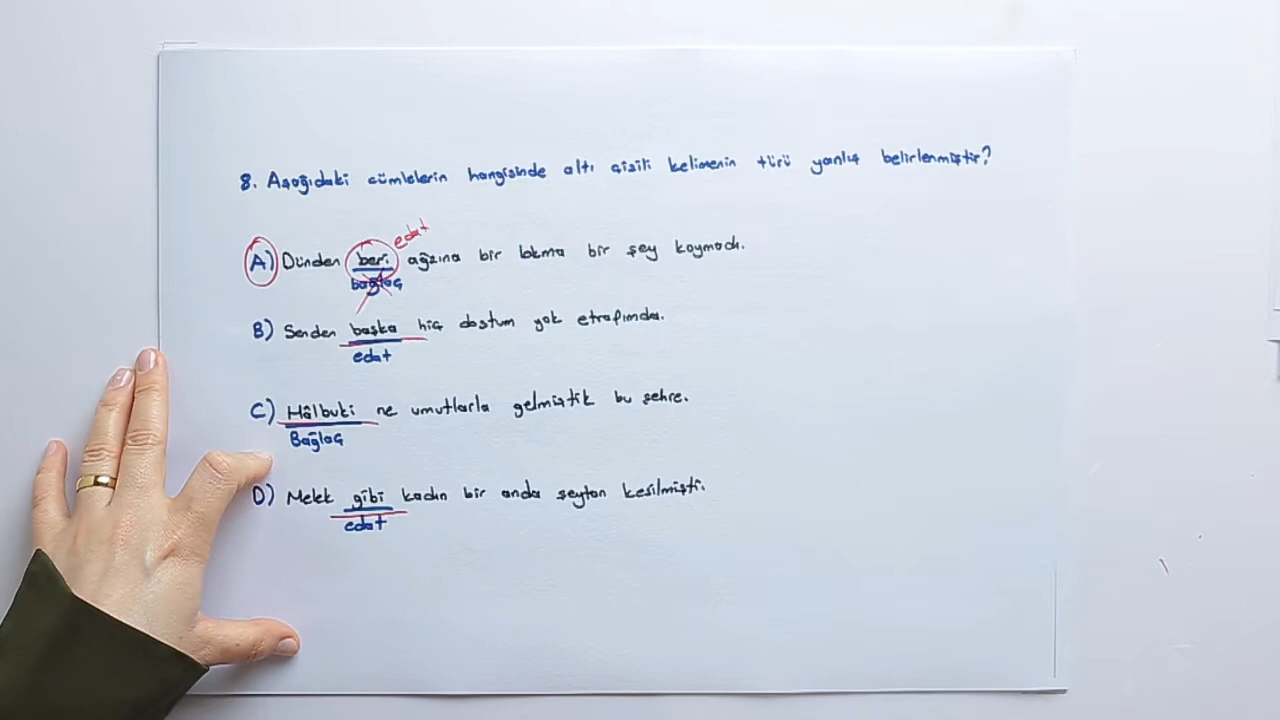 8. Aşağıdaki cümlelerin hangisinde altı çizili kelimenin türü yanlış belirlenmiştir?
edat
A) Dünden beri ağzına bir lokma bir şey koymadı.
bağlaç
B) Senden başka hiç dostum yok etrafımda.
edat
C) Hâlbuki ne umutlarla gelmiştik bu şehre.
Bağlaç
D) Melek gibi kadın bir anda şeytan kesilmişti.
edat